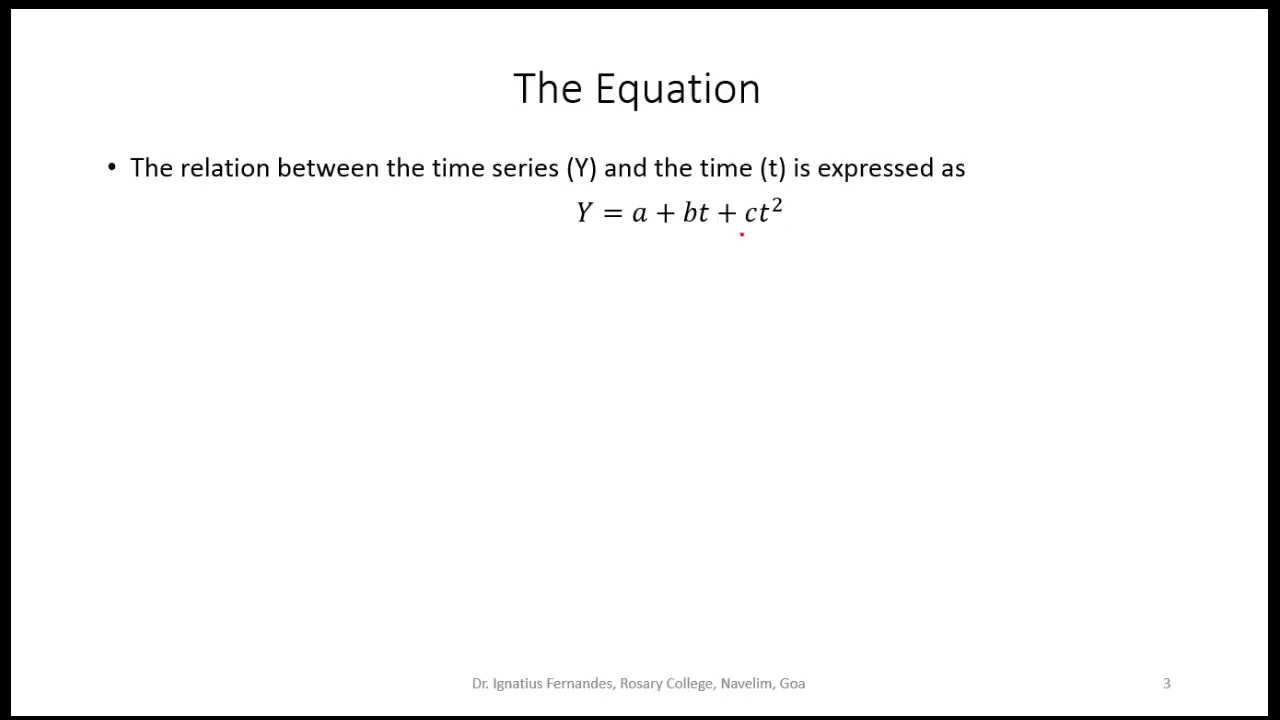 The Equation
• The relation between the time series (Y) and the time (t) is expressed as
Y = a + bt + ct²
Dr. Ignatius Fernandes, Rosary College, Navelim, Goa
3